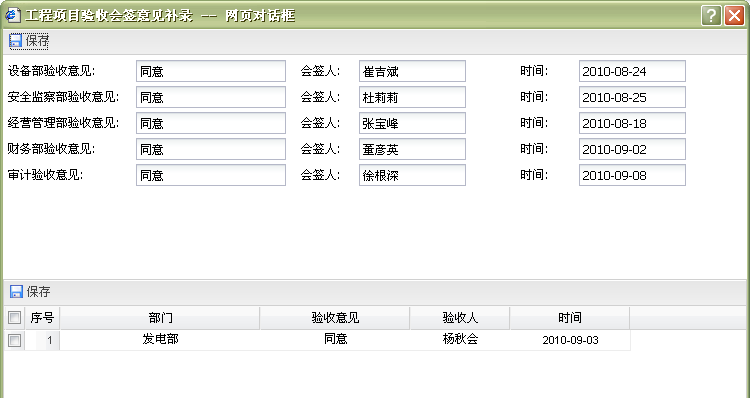 工程项目验收会签意见补录 -- 网页对话框
保存
设备部验收意见: 同意 会签人: 崔吉斌 时间: 2010-08-24
安全监察部验收意见: 同意 会签人: 杜莉莉 时间: 2010-08-25
经营管理部验收意见: 同意 会签人: 张宝峰 时间: 2010-08-18
财务部验收意见: 同意 会签人: 董彦英 时间: 2010-09-02
审计验收意见: 同意 会签人: 徐根深 时间: 2010-09-08
保存
序号 部门 验收意见 验收人 时间
1 发电部 同意 杨秋会 2010-09-03